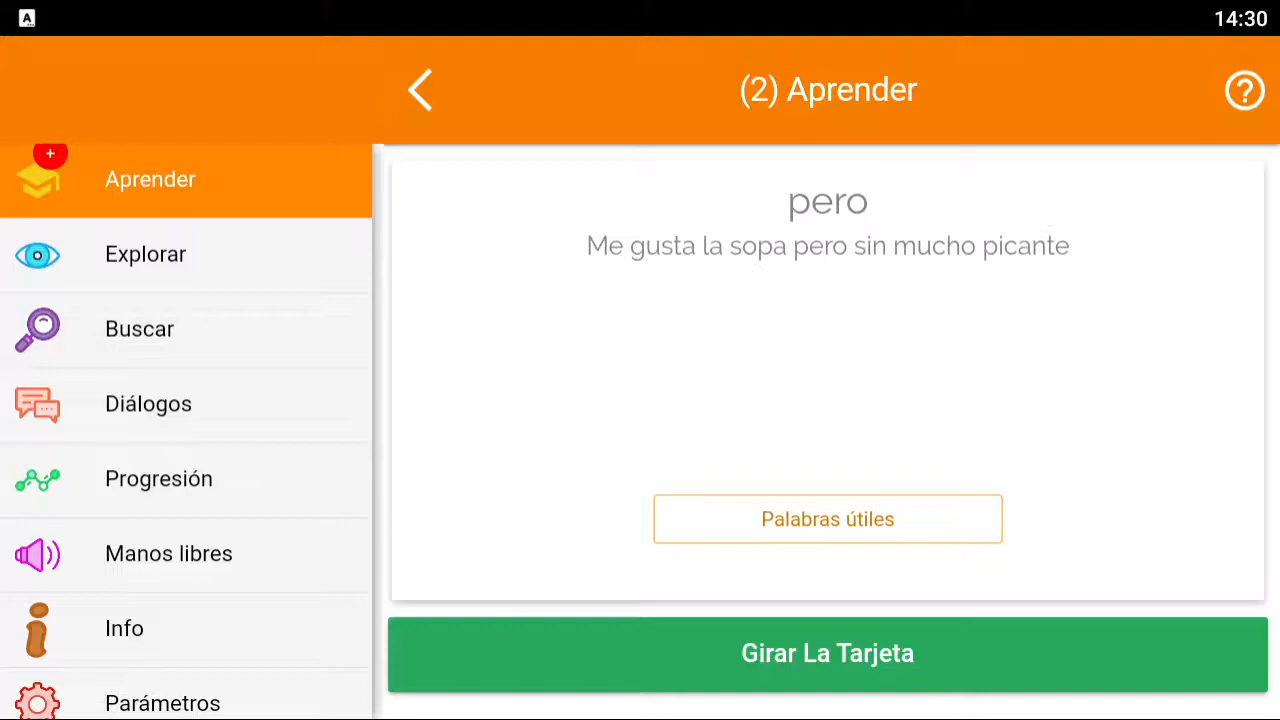 A
14:30
(2) Aprender
?
+
Aprender
Explorar
Buscar
Diálogos
Progresión
Manos libres
Info
Parámetros
pero
Me gusta la sopa pero sin mucho picante
Palabras útiles
Girar La Tarjeta